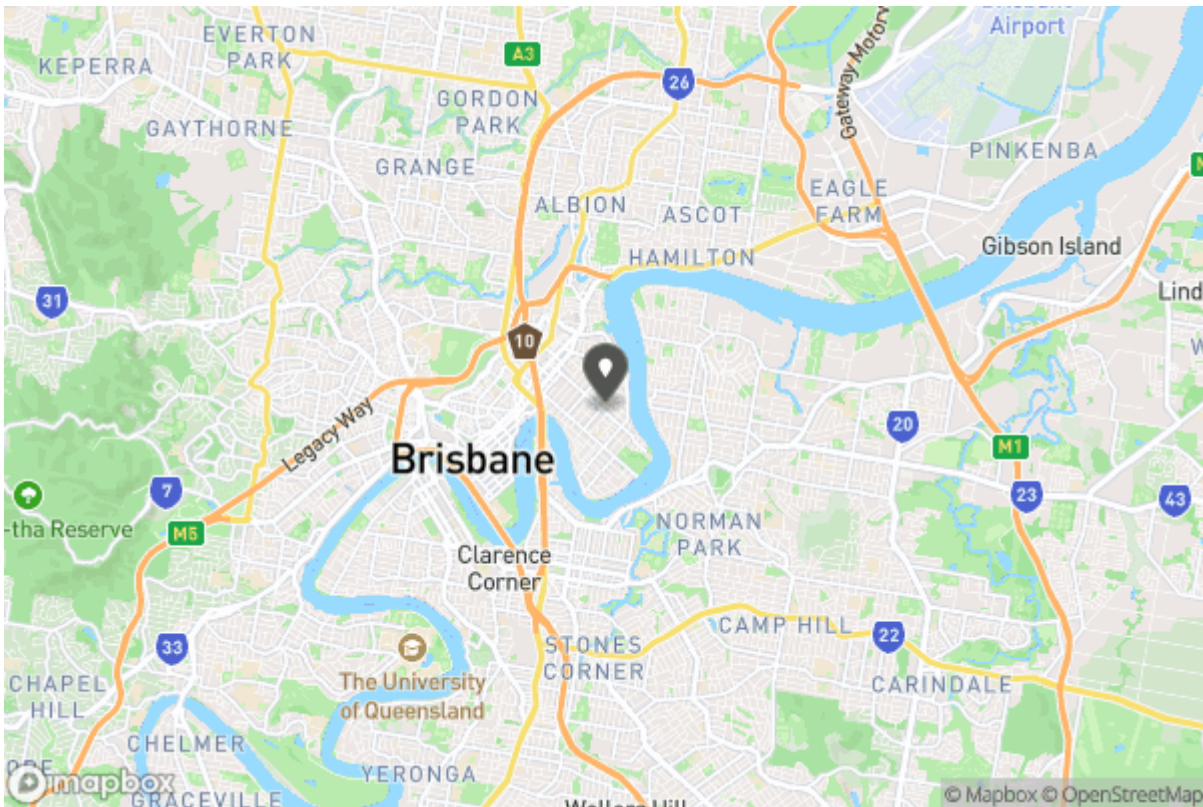 Airport
EVERTON
PARK
KEPERRA
A3
26
Gateway Motorw
GORDON
PARK
GAYTHORNE
GRANGE
PINKENBA
EAGLE
FARM
ALBION
ASCOT
HAMILTON
Gibson Island
31
Lind
10
Legacy Way
20
Brisbane
M1
7
23
43
-tha Reserve
M5
NORMAN
PARK
Clarence
Corner
CAMP HILL
22
33
STONES
CORNER
CHAPEL
HILL
The University
of Queensland
CARINDALE
CHELMER
YERONGA
mapbox
GRACEVILLE
© Mapbox © OpenStreetMap